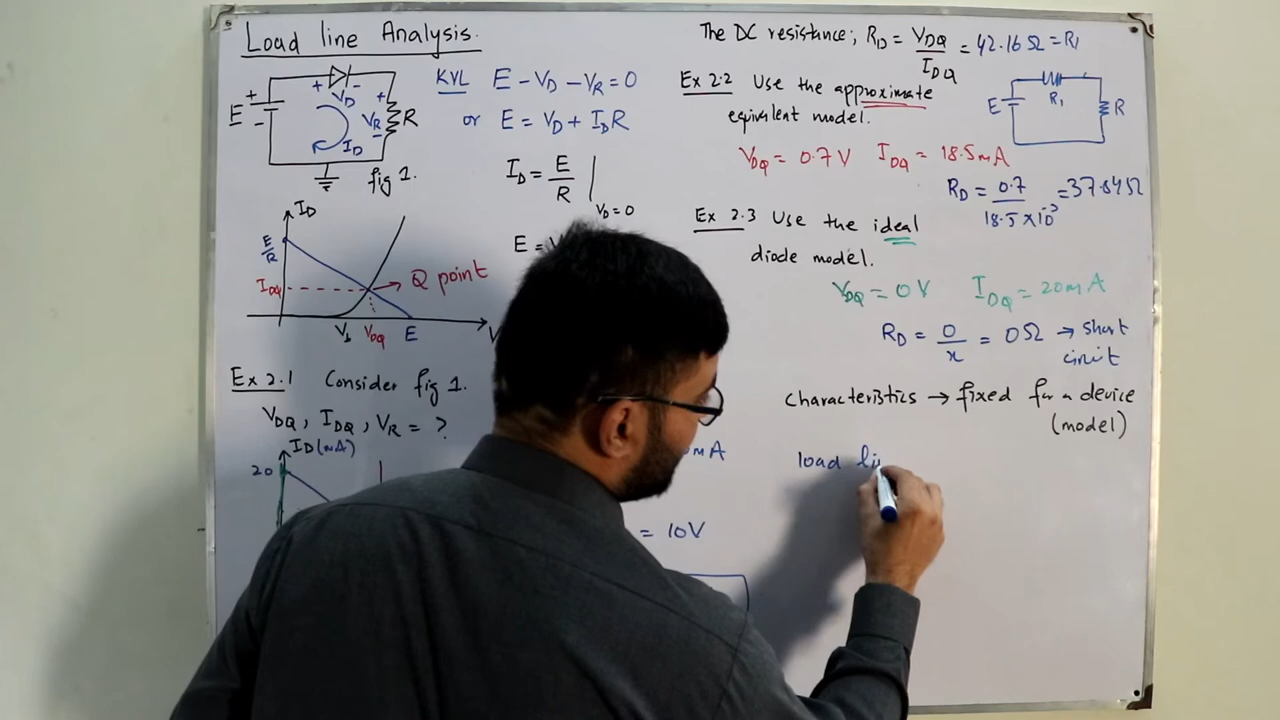 Load line Analysis.
E + - + VD - ID + VR R
fig 1.
KVL E - VD - VR = 0
or E = VD + IDR
ID = E/R | VD = 0
E =
ID
E/R
IDQ
Q point
VDQ E
Ex 2.1 Consider fig 1.
VDQ, IDQ, VR = ?
ID (mA)
20
mA
= 10V
The DC resistance; RD = VDQ/IDQ = 42.16 Ω = R1
Ex 2.2 Use the approximate
equivalent model.
E R1 R
VDQ = 0.7 V IDQ = 18.5 mA
RD = 0.7/18.5 × 10^-3 = 37.84 Ω
Ex 2.3 Use the ideal
diode model.
VDQ = 0 V IDQ = 20 mA
RD = 0/x = 0 Ω → short
circuit
characteristics → fixed for a device
(model)
load li